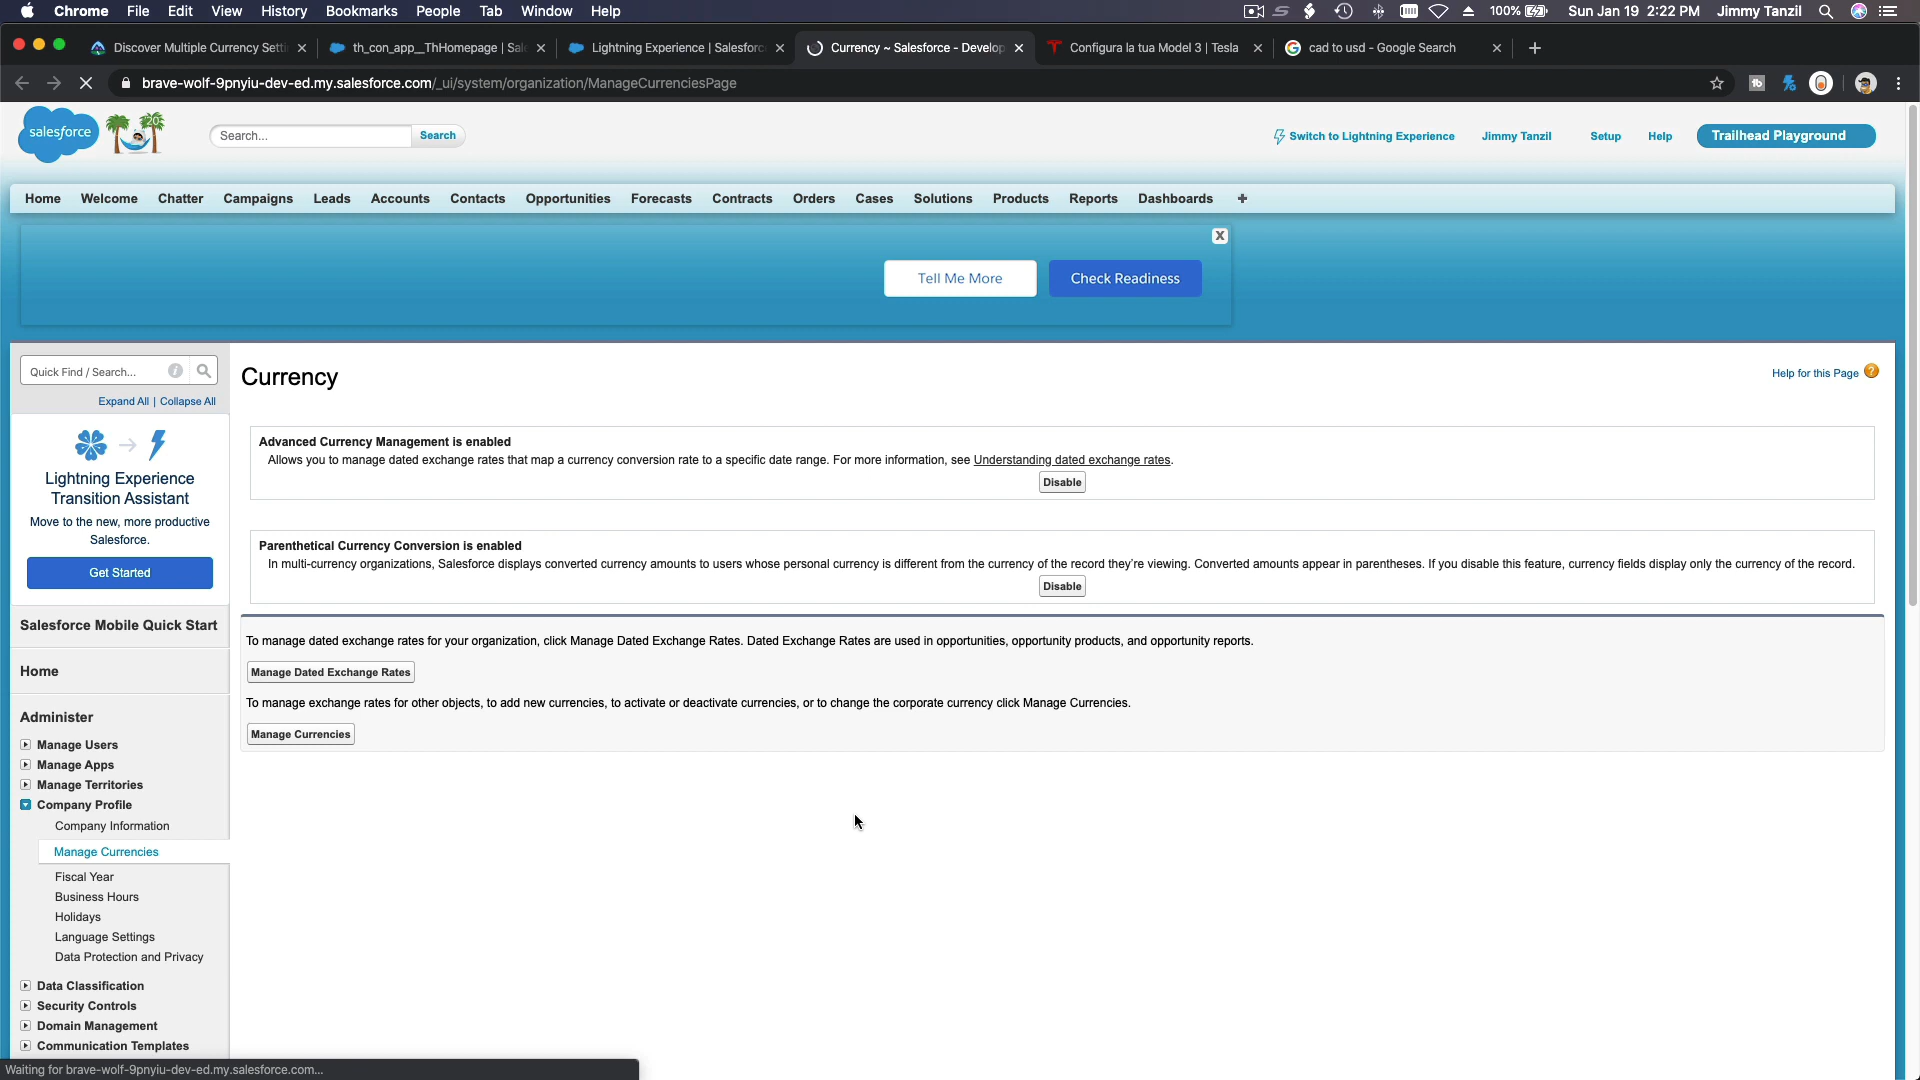 Chrome File Edit View History Bookmarks People Tab Window Help 100% Sun Jan 19 2:22 PM Jimmy Tanzil
Discover Multiple Currency Setti th_con_app__ThHomepage | Sal Lightning Experience | Salesforc Currency ~ Salesforce - Develop Configura la tua Model 3 | Tesla cad to usd - Google Search
brave-wolf-9pnyiu-dev-ed.my.salesforce.com/_ui/system/organization/ManageCurrenciesPage
salesforce 20 Search... Search Switch to Lightning Experience Jimmy Tanzil Setup Help Trailhead Playground
Home Welcome Chatter Campaigns Leads Accounts Contacts Opportunities Forecasts Contracts Orders Cases Solutions Products Reports Dashboards +
X
Tell Me More Check Readiness
Quick Find / Search...
Expand All | Collapse All
Lightning Experience
Transition Assistant
Move to the new, more productive
Salesforce.
Get Started
Salesforce Mobile Quick Start
Home
Administer
Manage Users
Manage Apps
Manage Territories
Company Profile
Company Information
Manage Currencies
Fiscal Year
Business Hours
Holidays
Language Settings
Data Protection and Privacy
Data Classification
Security Controls
Domain Management
Communication Templates
Currency
Help for this Page ?
Advanced Currency Management is enabled
Allows you to manage dated exchange rates that map a currency conversion rate to a specific date range. For more information, see Understanding dated exchange rates.
Disable
Parenthetical Currency Conversion is enabled
In multi-currency organizations, Salesforce displays converted currency amounts to users whose personal currency is different from the currency of the record they're viewing. Converted amounts appear in parentheses. If you disable this feature, currency fields display only the currency of the record.
Disable
To manage dated exchange rates for your organization, click Manage Dated Exchange Rates. Dated Exchange Rates are used in opportunities, opportunity products, and opportunity reports.
Manage Dated Exchange Rates
To manage exchange rates for other objects, to add new currencies, to activate or deactivate currencies, or to change the corporate currency click Manage Currencies.
Manage Currencies
Waiting for brave-wolf-9pnyiu-dev-ed.my.salesforce.com...